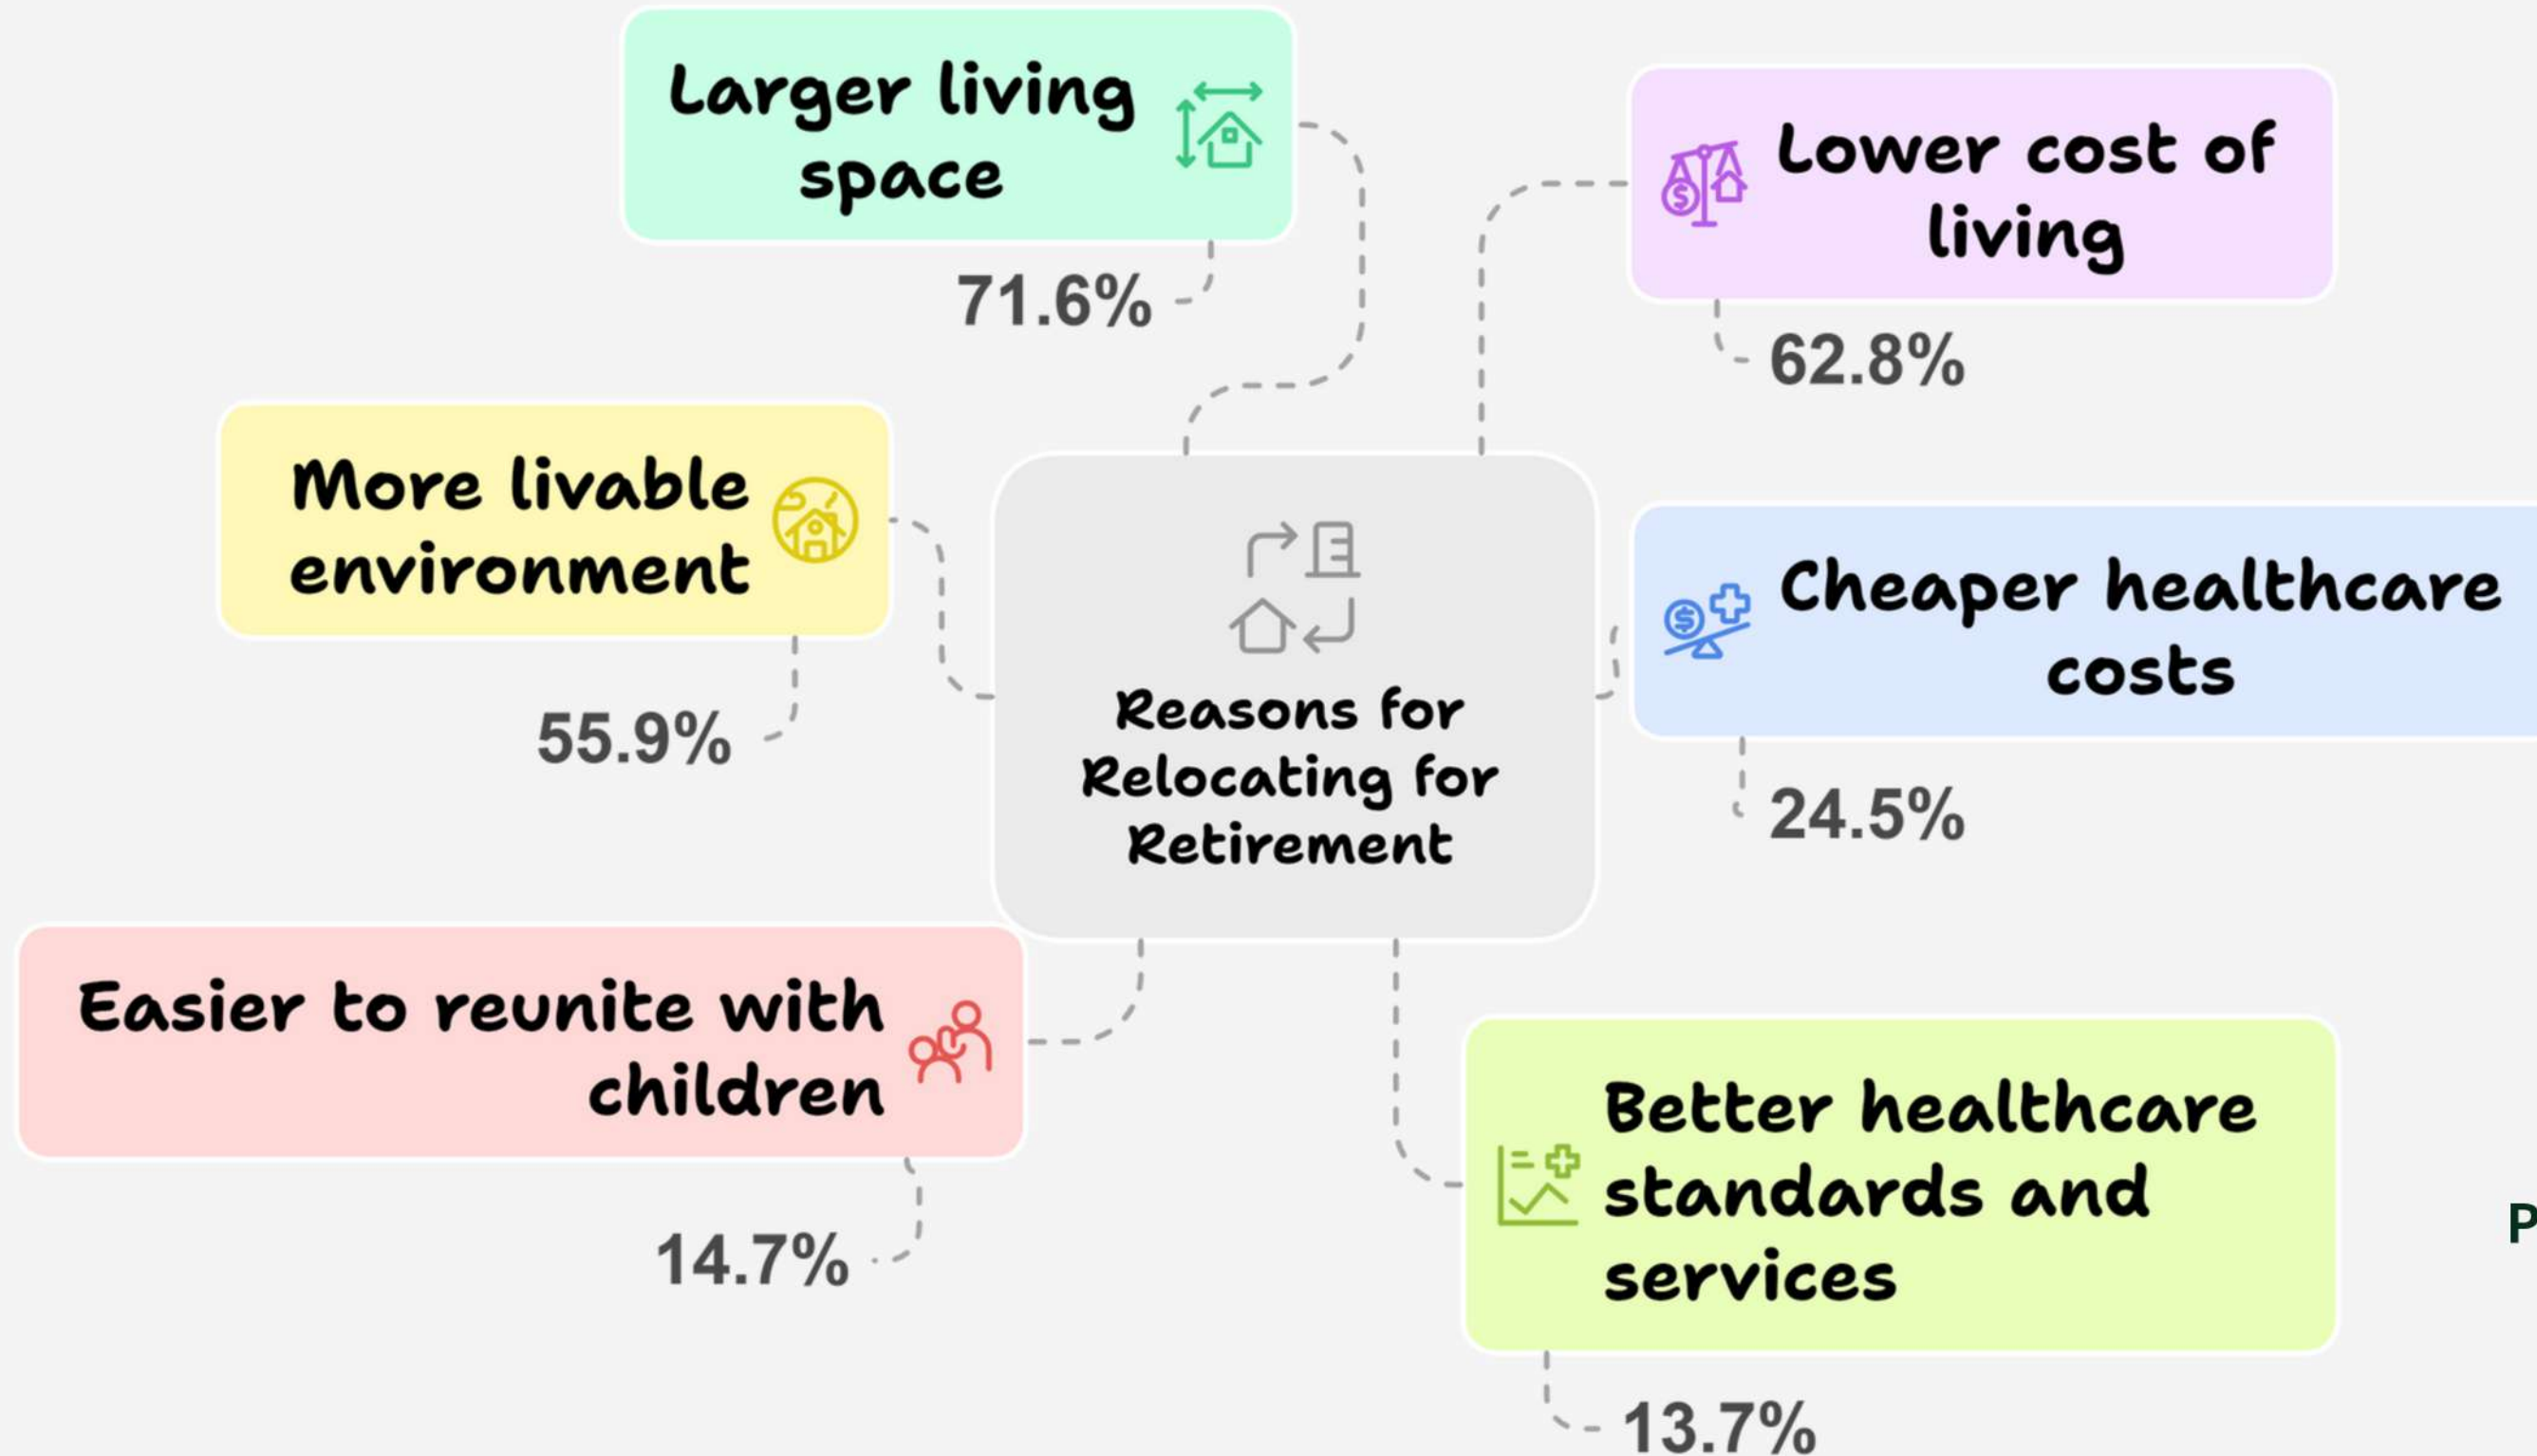 Larger living
space
71.6%
Lower cost of
living
62.8%
More livable
environment
55.9%
Reasons for
Relocating for
Retirement
Cheaper healthcare
costs
24.5%
Easier to reunite with
children
14.7%
Better healthcare
standards and
services
13.7%
P